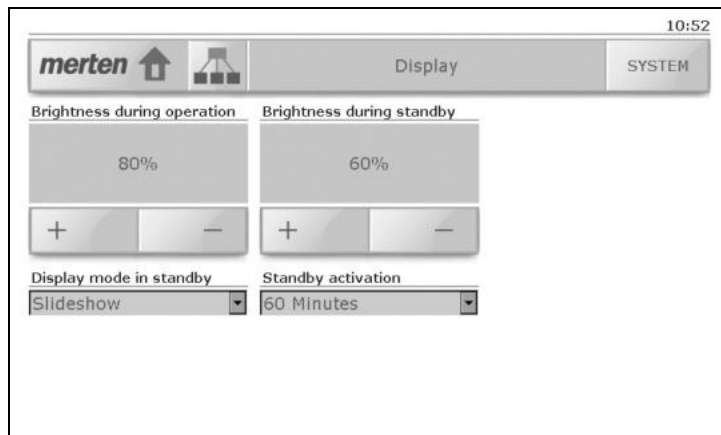 10:52
merten Display SYSTEM
Brightness during operation Brightness during standby
80% 60%
+ − + −
Display mode in standby Standby activation
Slideshow 60 Minutes